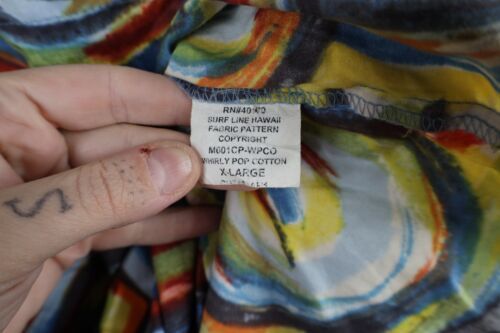 SURF LINE HAWAII
FABRIC PATTERN
COPYRIGHT
M601CP-WPCO
WHIRLY POP COTTON
X-LARGE
S